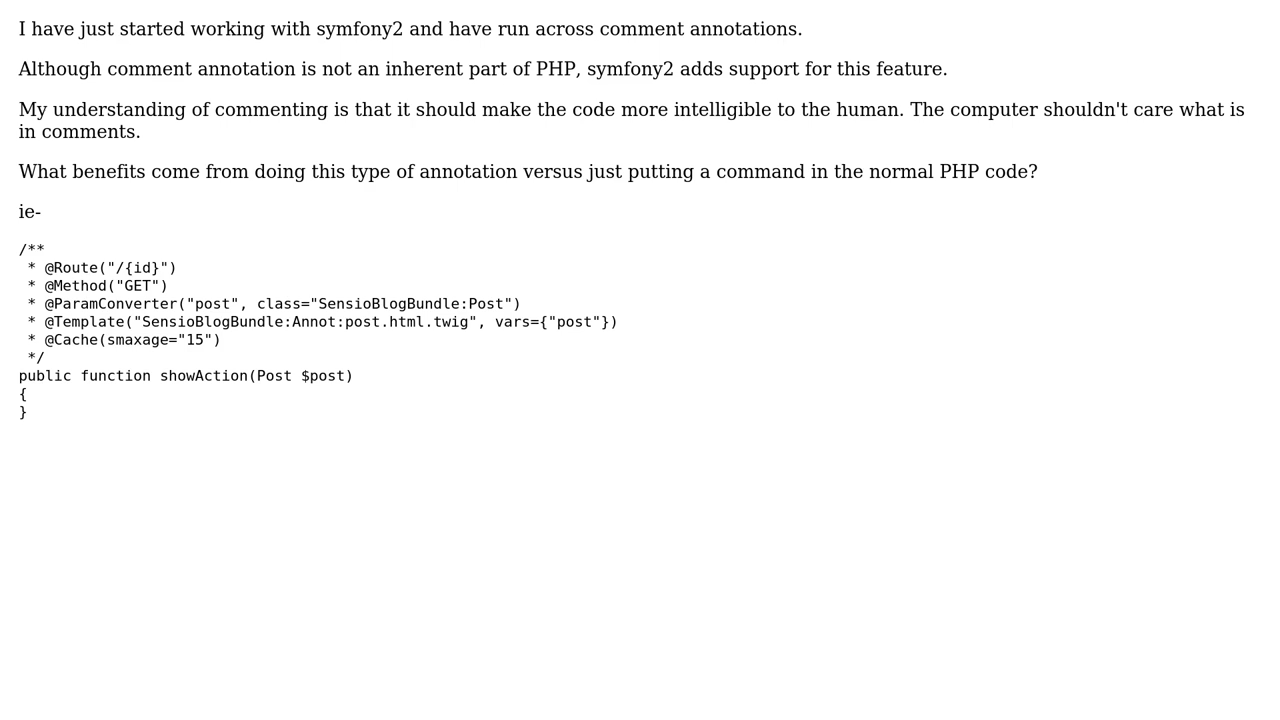 I have just started working with symfony2 and have run across comment annotations.
Although comment annotation is not an inherent part of PHP, symfony2 adds support for this feature.
My understanding of commenting is that it should make the code more intelligible to the human. The computer shouldn't care what is
in comments.
What benefits come from doing this type of annotation versus just putting a command in the normal PHP code?
ie-
/**
 * @Route("/{id}")
 * @Method("GET")
 * @ParamConverter("post", class="SensioBlogBundle:Post")
 * @Template("SensioBlogBundle:Annot:post.html.twig", vars={"post"})
 * @Cache(smaxage="15")
 */
public function showAction(Post $post)
{
}